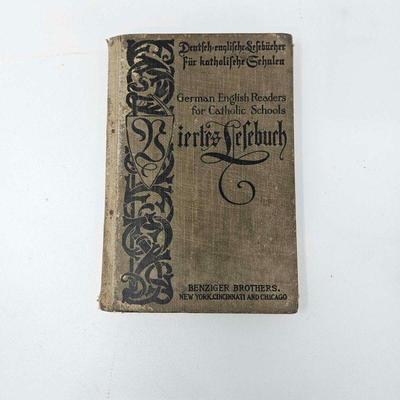 Deutsch-englische Lesebücher
Für katholische Schulen
German English Readers
for Catholic Schools
Viertes Lesebuch
BENZIGER BROTHERS.
NEW YORK, CINCINNATI AND CHICAGO